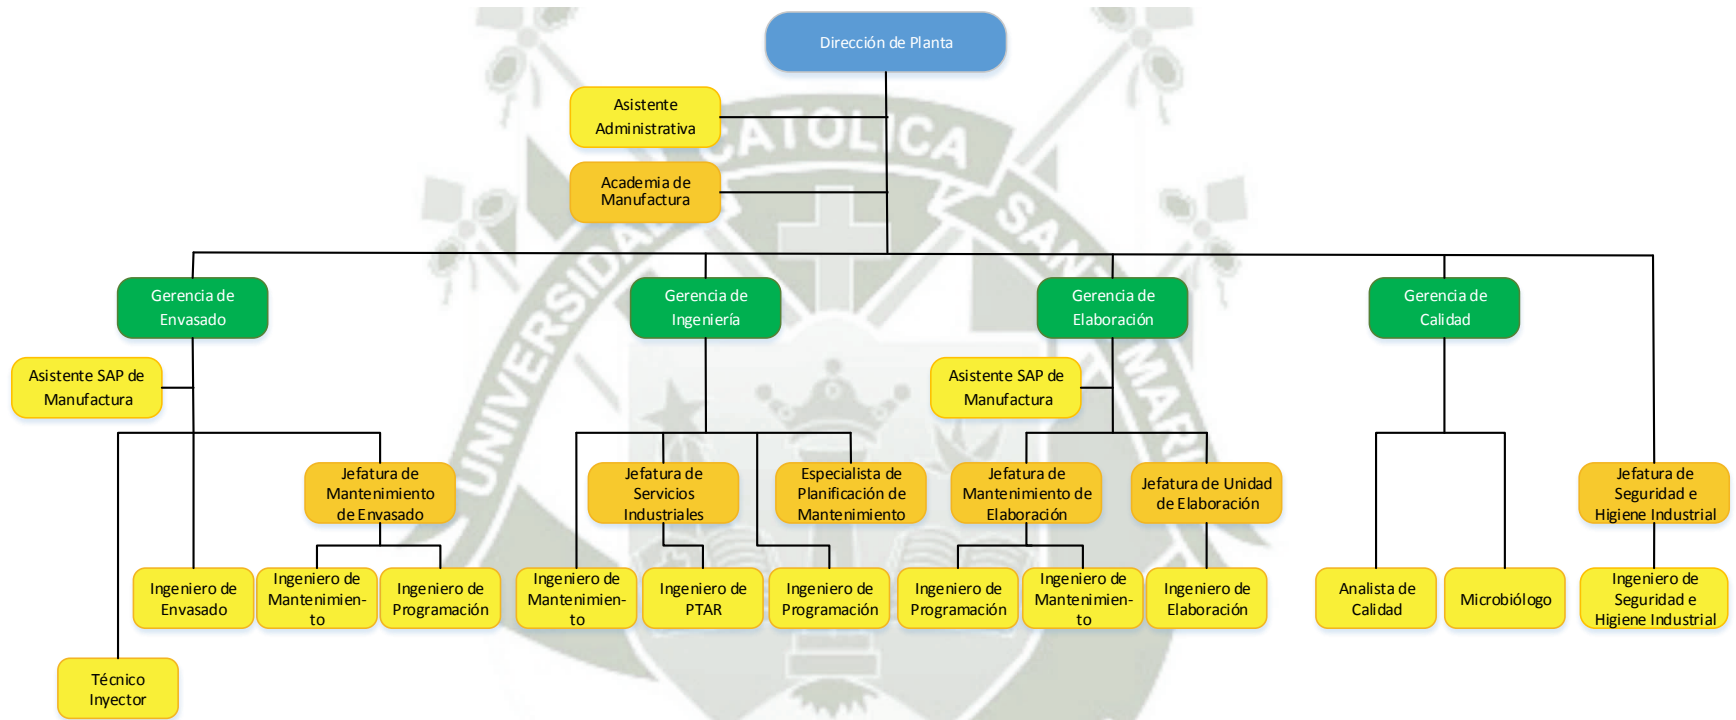 Dirección de Planta
Asistente
Administrativa
Academia de
Manufactura
Gerencia de
Envasado
Gerencia de
Ingeniería
Gerencia de
Elaboración
Gerencia de
Calidad
Asistente SAP de
Manufactura
Asistente SAP de
Manufactura
Jefatura de
Mantenimiento
de Envasado
Jefatura de
Servicios
Industriales
Especialista de
Planificación de
Mantenimiento
Jefatura de
Mantenimiento de
Elaboración
Jefatura de Unidad
de Elaboración
Jefatura de
Seguridad e
Higiene Industrial
Ingeniero de
Envasado
Ingeniero de
Mantenimien-
to
Ingeniero de
Programación
Ingeniero de
Mantenimien-
to
Ingeniero de
PTAR
Ingeniero de
Programación
Ingeniero de
Programación
Ingeniero de
Mantenimien-
to
Ingeniero de
Elaboración
Analista de
Calidad
Microbiólogo
Ingeniero de
Seguridad e
Higiene Industrial
Técnico
Inyector
CATOLICA